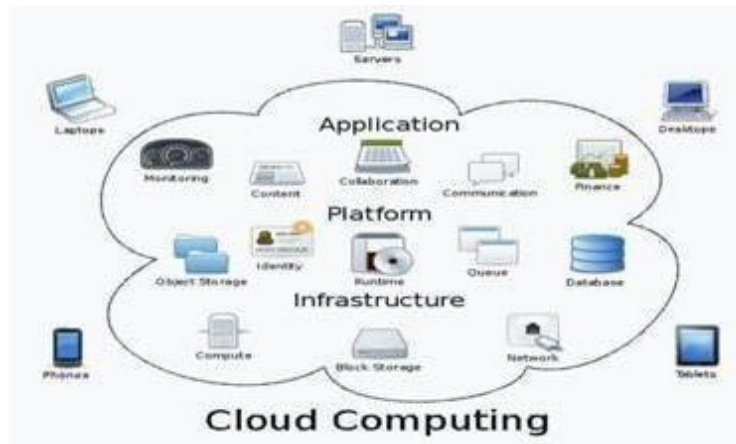 Servers
Laptops
Desktops
Application
Monitoring
Content
Collaboration
Communication
Finance
Platform
Object Storage
Identity
Runtime
Queue
Database
Infrastructure
Compute
Block Storage
Network
Phones
Tablets
Cloud Computing